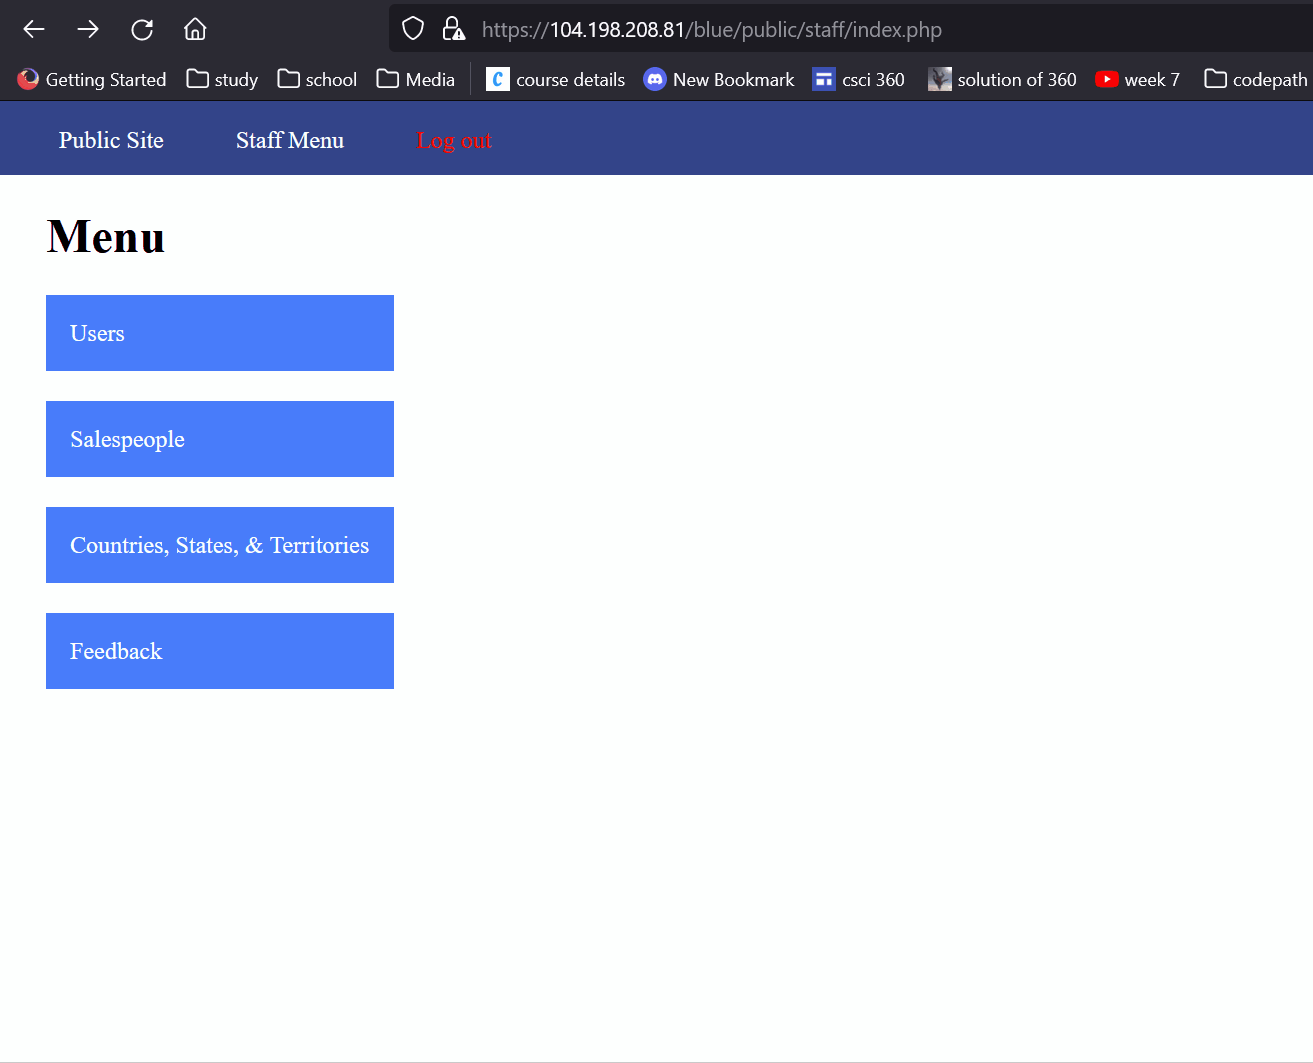 https://104.198.208.81/blue/public/staff/index.php
Getting Started study school Media course details New Bookmark csci 360 solution of 360 week 7 codepath
Public Site Staff Menu Log out
Menu
Users
Salespeople
Countries, States, & Territories
Feedback